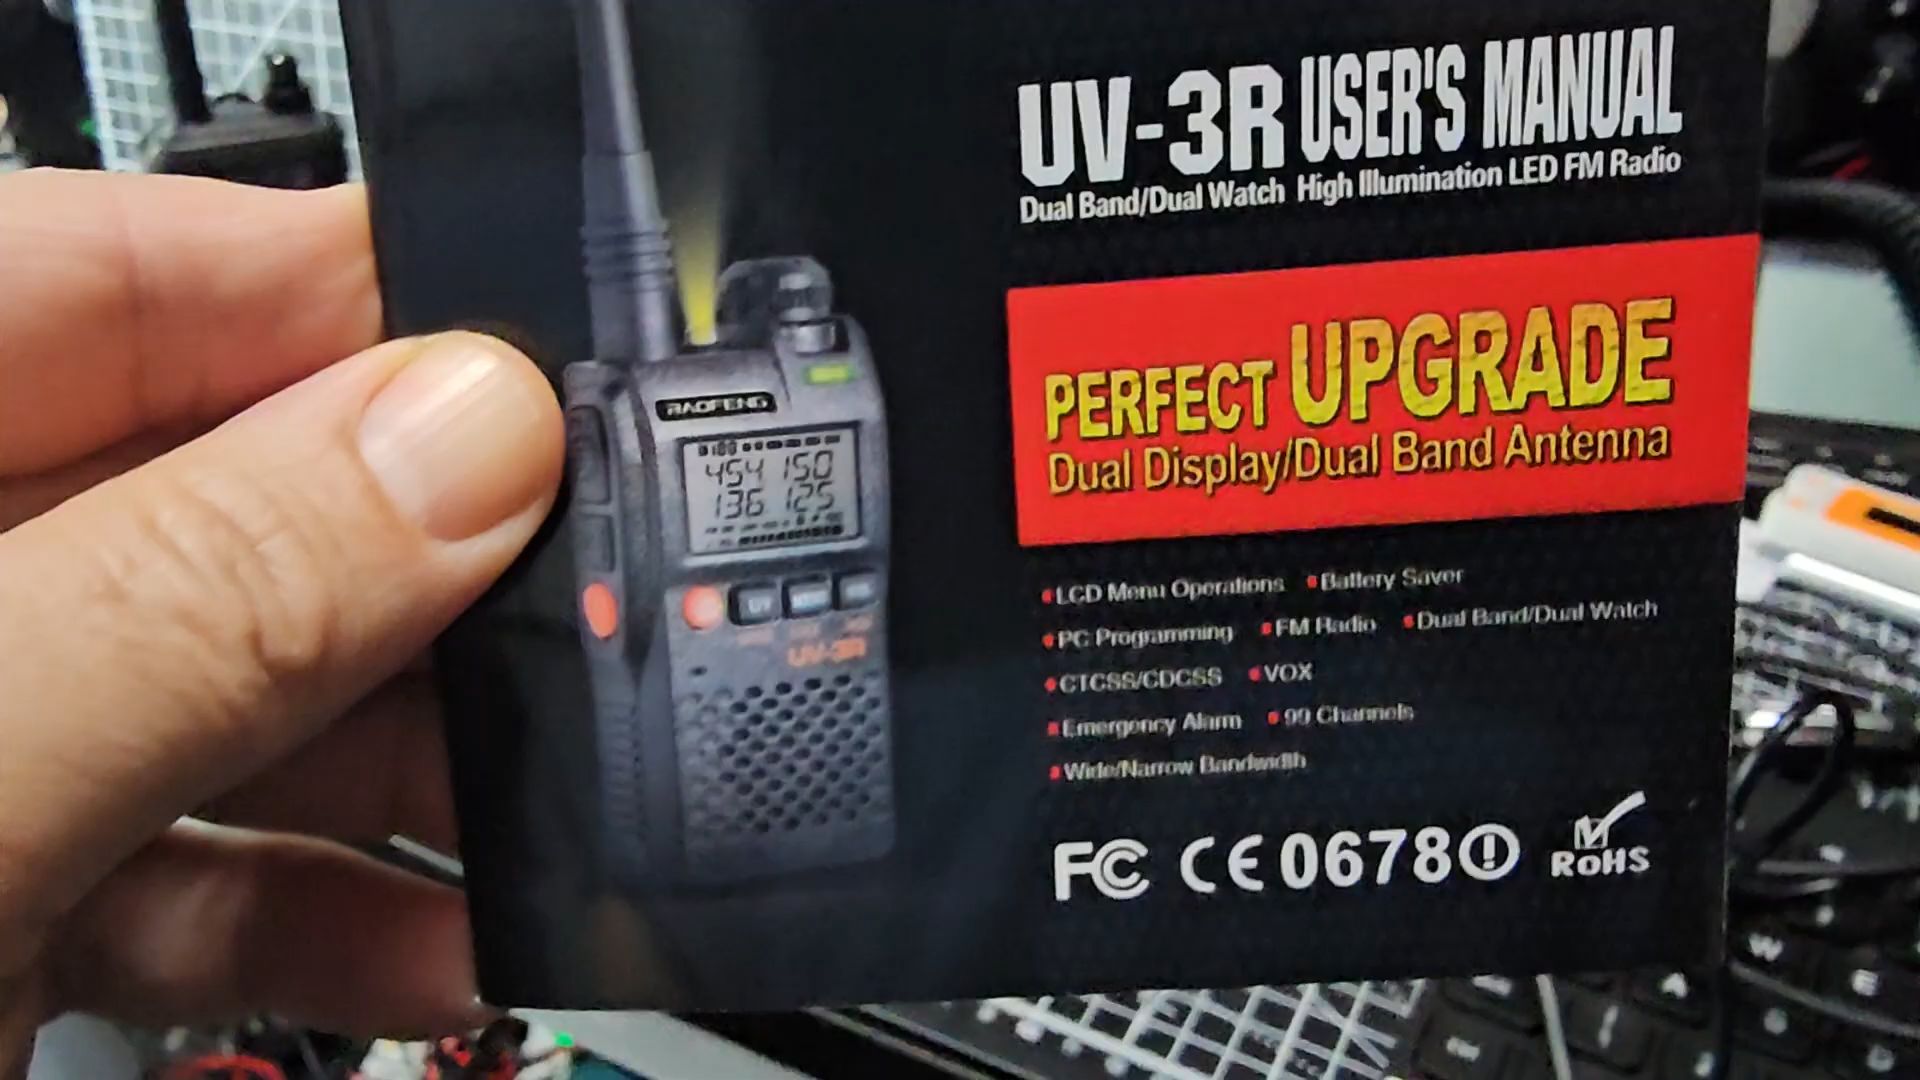 UV-3R USER'S MANUAL
Dual Band/Dual Watch High Illumination LED FM Radio
PERFECT UPGRADE
Dual Display/Dual Band Antenna
LCD Menu Operations Battery Saver
PC Programming FM Radio Dual Band/Dual Watch
CTCSS/CDCSS VOX
Emergency Alarm 99 Channels
Wide/Narrow Bandwidth
FC CE 0678
RoHS
BAOFENG
454 150
136 125
UV-3R
W
E
A